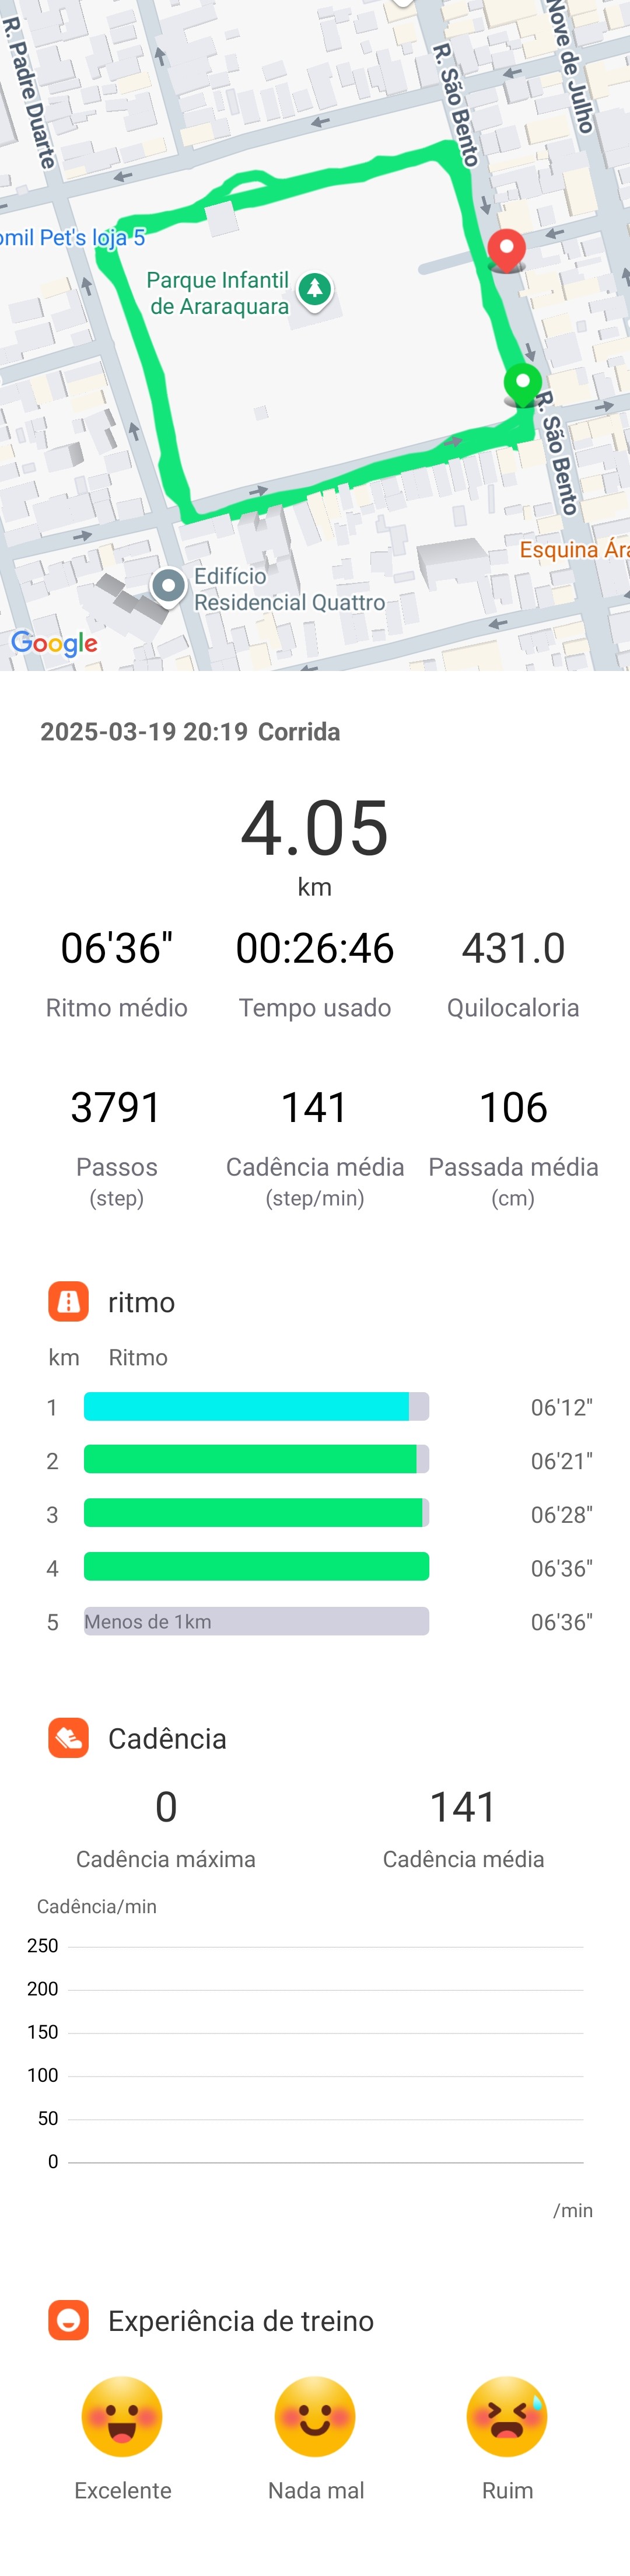 R. Padre Duarte
R. São Bento
Nove de Julho
omil Pet's loja 5
Parque Infantil
de Araraquara
R. São Bento
Esquina Ára
Edifício
Residencial Quattro
Google
2025-03-19 20:19 Corrida
4.05
km
06'36" 00:26:46 431.0
Ritmo médio Tempo usado Quilocaloria
3791 141 106
Passos Cadência média Passada média
(step) (step/min) (cm)
ritmo
km Ritmo
1 06'12"
2 06'21"
3 06'28"
4 06'36"
5 Menos de 1km 06'36"
Cadência
0 141
Cadência máxima Cadência média
Cadência/min
250
200
150
100
50
0
/min
Experiência de treino
Excelente Nada mal Ruim